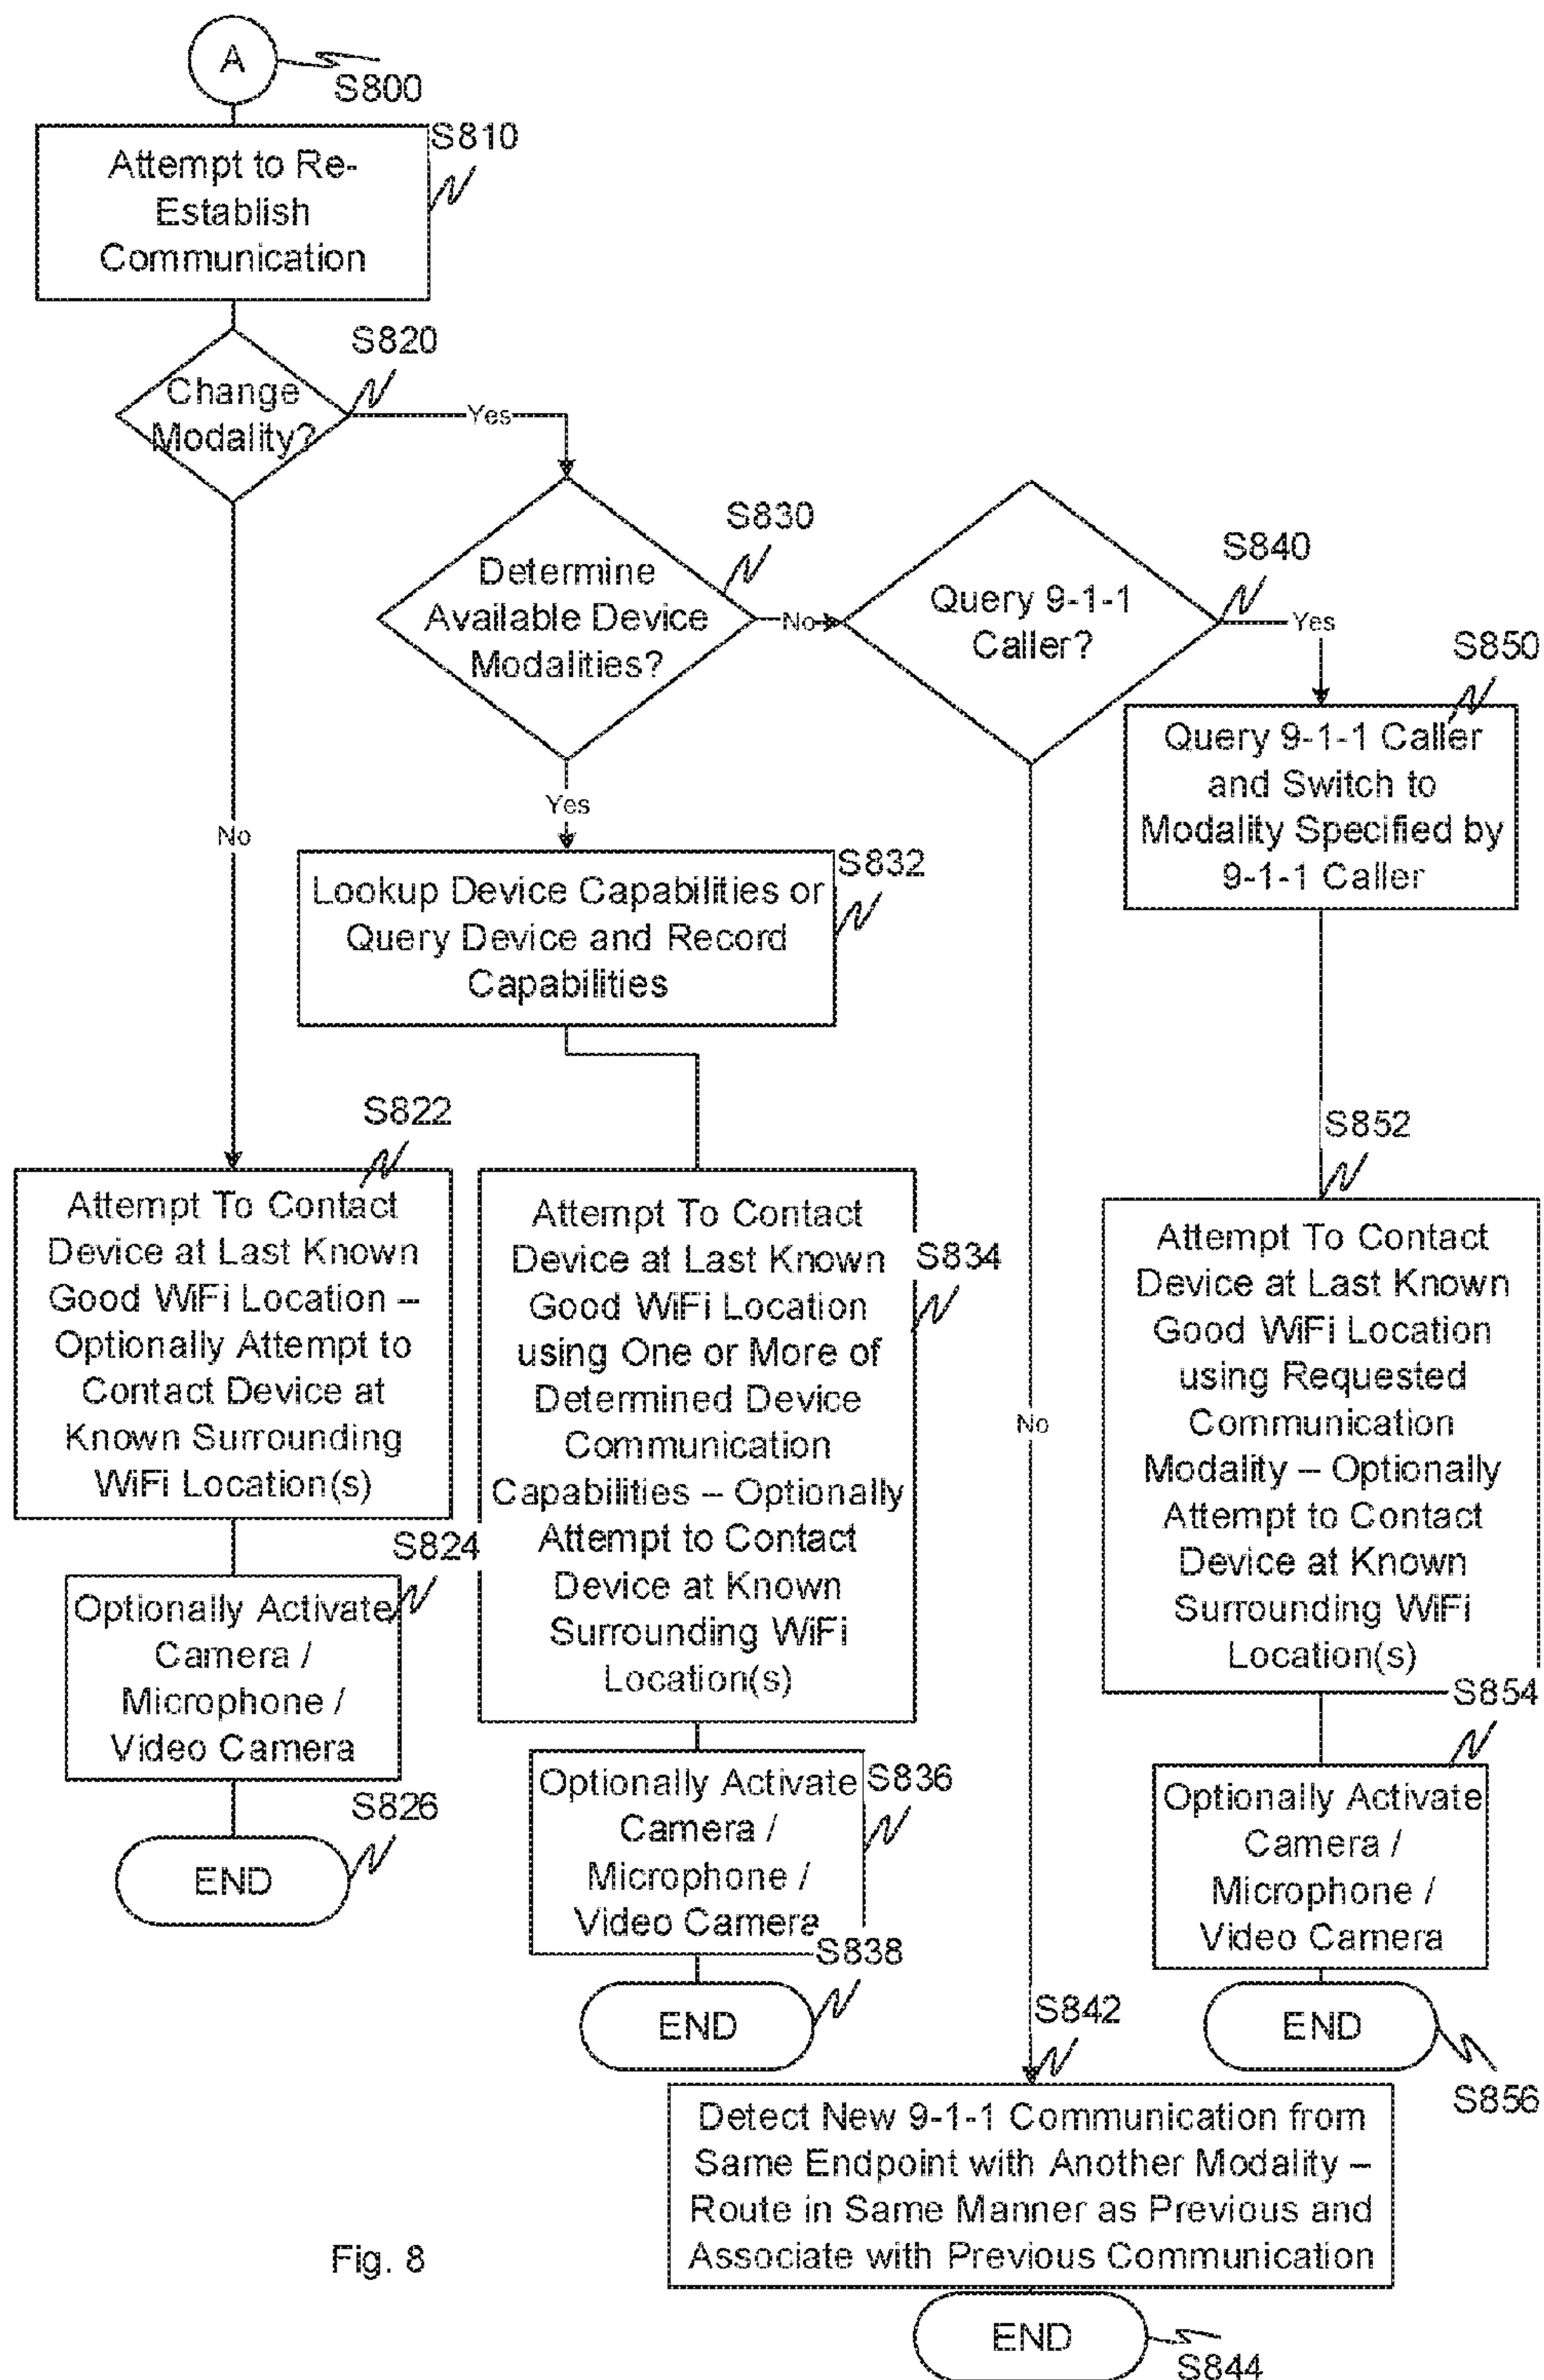 A
S800
S810
Attempt to Re-
Establish
Communication
S820
Change
Modality?
Yes
S830
Determine
Available Device
Modalities?
No
S840
Query 9-1-1
Caller?
Yes
S850
Query 9-1-1 Caller
and Switch to
Modality Specified by
9-1-1 Caller
No
Yes
S832
Lookup Device Capabilities or
Query Device and Record
Capabilities
S822
Attempt To Contact
Device at Last Known
Good WiFi Location –
Optionally Attempt to
Contact Device at
Known Surrounding
WiFi Location(s)
S834
Attempt To Contact
Device at Last Known
Good WiFi Location
using One or More of
Determined Device
Communication
Capabilities – Optionally
Attempt to Contact
Device at Known
Surrounding WiFi
Location(s)
No
S852
Attempt To Contact
Device at Last Known
Good WiFi Location
using Requested
Communication
Modality – Optionally
Attempt to Contact
Device at Known
Surrounding WiFi
Location(s)
S824
Optionally Activate
Camera /
Microphone /
Video Camera
S826
END
S836
Optionally Activate
Camera /
Microphone /
Video Camera
S838
END
S854
Optionally Activate
Camera /
Microphone /
Video Camera
END
S856
S842
Detect New 9-1-1 Communication from
Same Endpoint with Another Modality –
Route in Same Manner as Previous and
Associate with Previous Communication
END
S844
Fig. 8